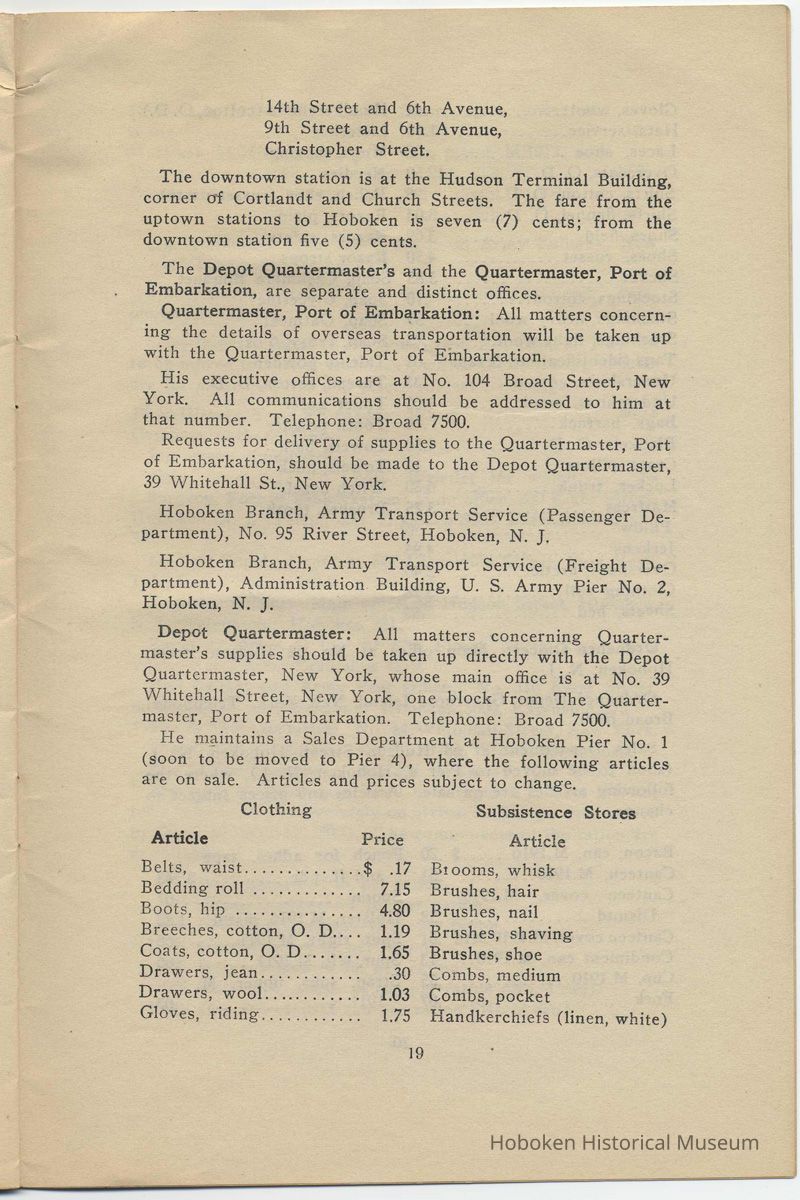 14th Street and 6th Avenue,
9th Street and 6th Avenue,
Christopher Street.
The downtown station is at the Hudson Terminal Building,
corner of Cortlandt and Church Streets. The fare from the
uptown stations to Hoboken is seven (7) cents; from the
downtown station five (5) cents.
The Depot Quartermaster's and the Quartermaster, Port of
Embarkation, are separate and distinct offices.
Quartermaster, Port of Embarkation: All matters concern-
ing the details of overseas transportation will be taken up
with the Quartermaster, Port of Embarkation.
His executive offices are at No. 104 Broad Street, New
York. All communications should be addressed to him at
that number. Telephone: Broad 7500.
Requests for delivery of supplies to the Quartermaster, Port
of Embarkation, should be made to the Depot Quartermaster,
39 Whitehall St., New York.
Hoboken Branch, Army Transport Service (Passenger De-
partment), No. 95 River Street, Hoboken, N. J.
Hoboken Branch, Army Transport Service (Freight De-
partment), Administration Building, U. S. Army Pier No. 2,
Hoboken, N. J.
Depot Quartermaster: All matters concerning Quarter-
master's supplies should be taken up directly with the Depot
Quartermaster, New York, whose main office is at No. 39
Whitehall Street, New York, one block from The Quarter-
master, Port of Embarkation. Telephone: Broad 7500.
He maintains a Sales Department at Hoboken Pier No. 1
(soon to be moved to Pier 4), where the following articles
are on sale. Articles and prices subject to change.
Clothing Subsistence Stores
Article Price Article
Belts, waist..............$ .17 Brooms, whisk
Bedding roll ............. 7.15 Brushes, hair
Boots, hip ............... 4.80 Brushes, nail
Breeches, cotton, O. D.... 1.19 Brushes, shaving
Coats, cotton, O. D....... 1.65 Brushes, shoe
Drawers, jean............ .30 Combs, medium
Drawers, wool............ 1.03 Combs, pocket
Gloves, riding............ 1.75 Handkerchiefs (linen, white)
19
Hoboken Historical Museum